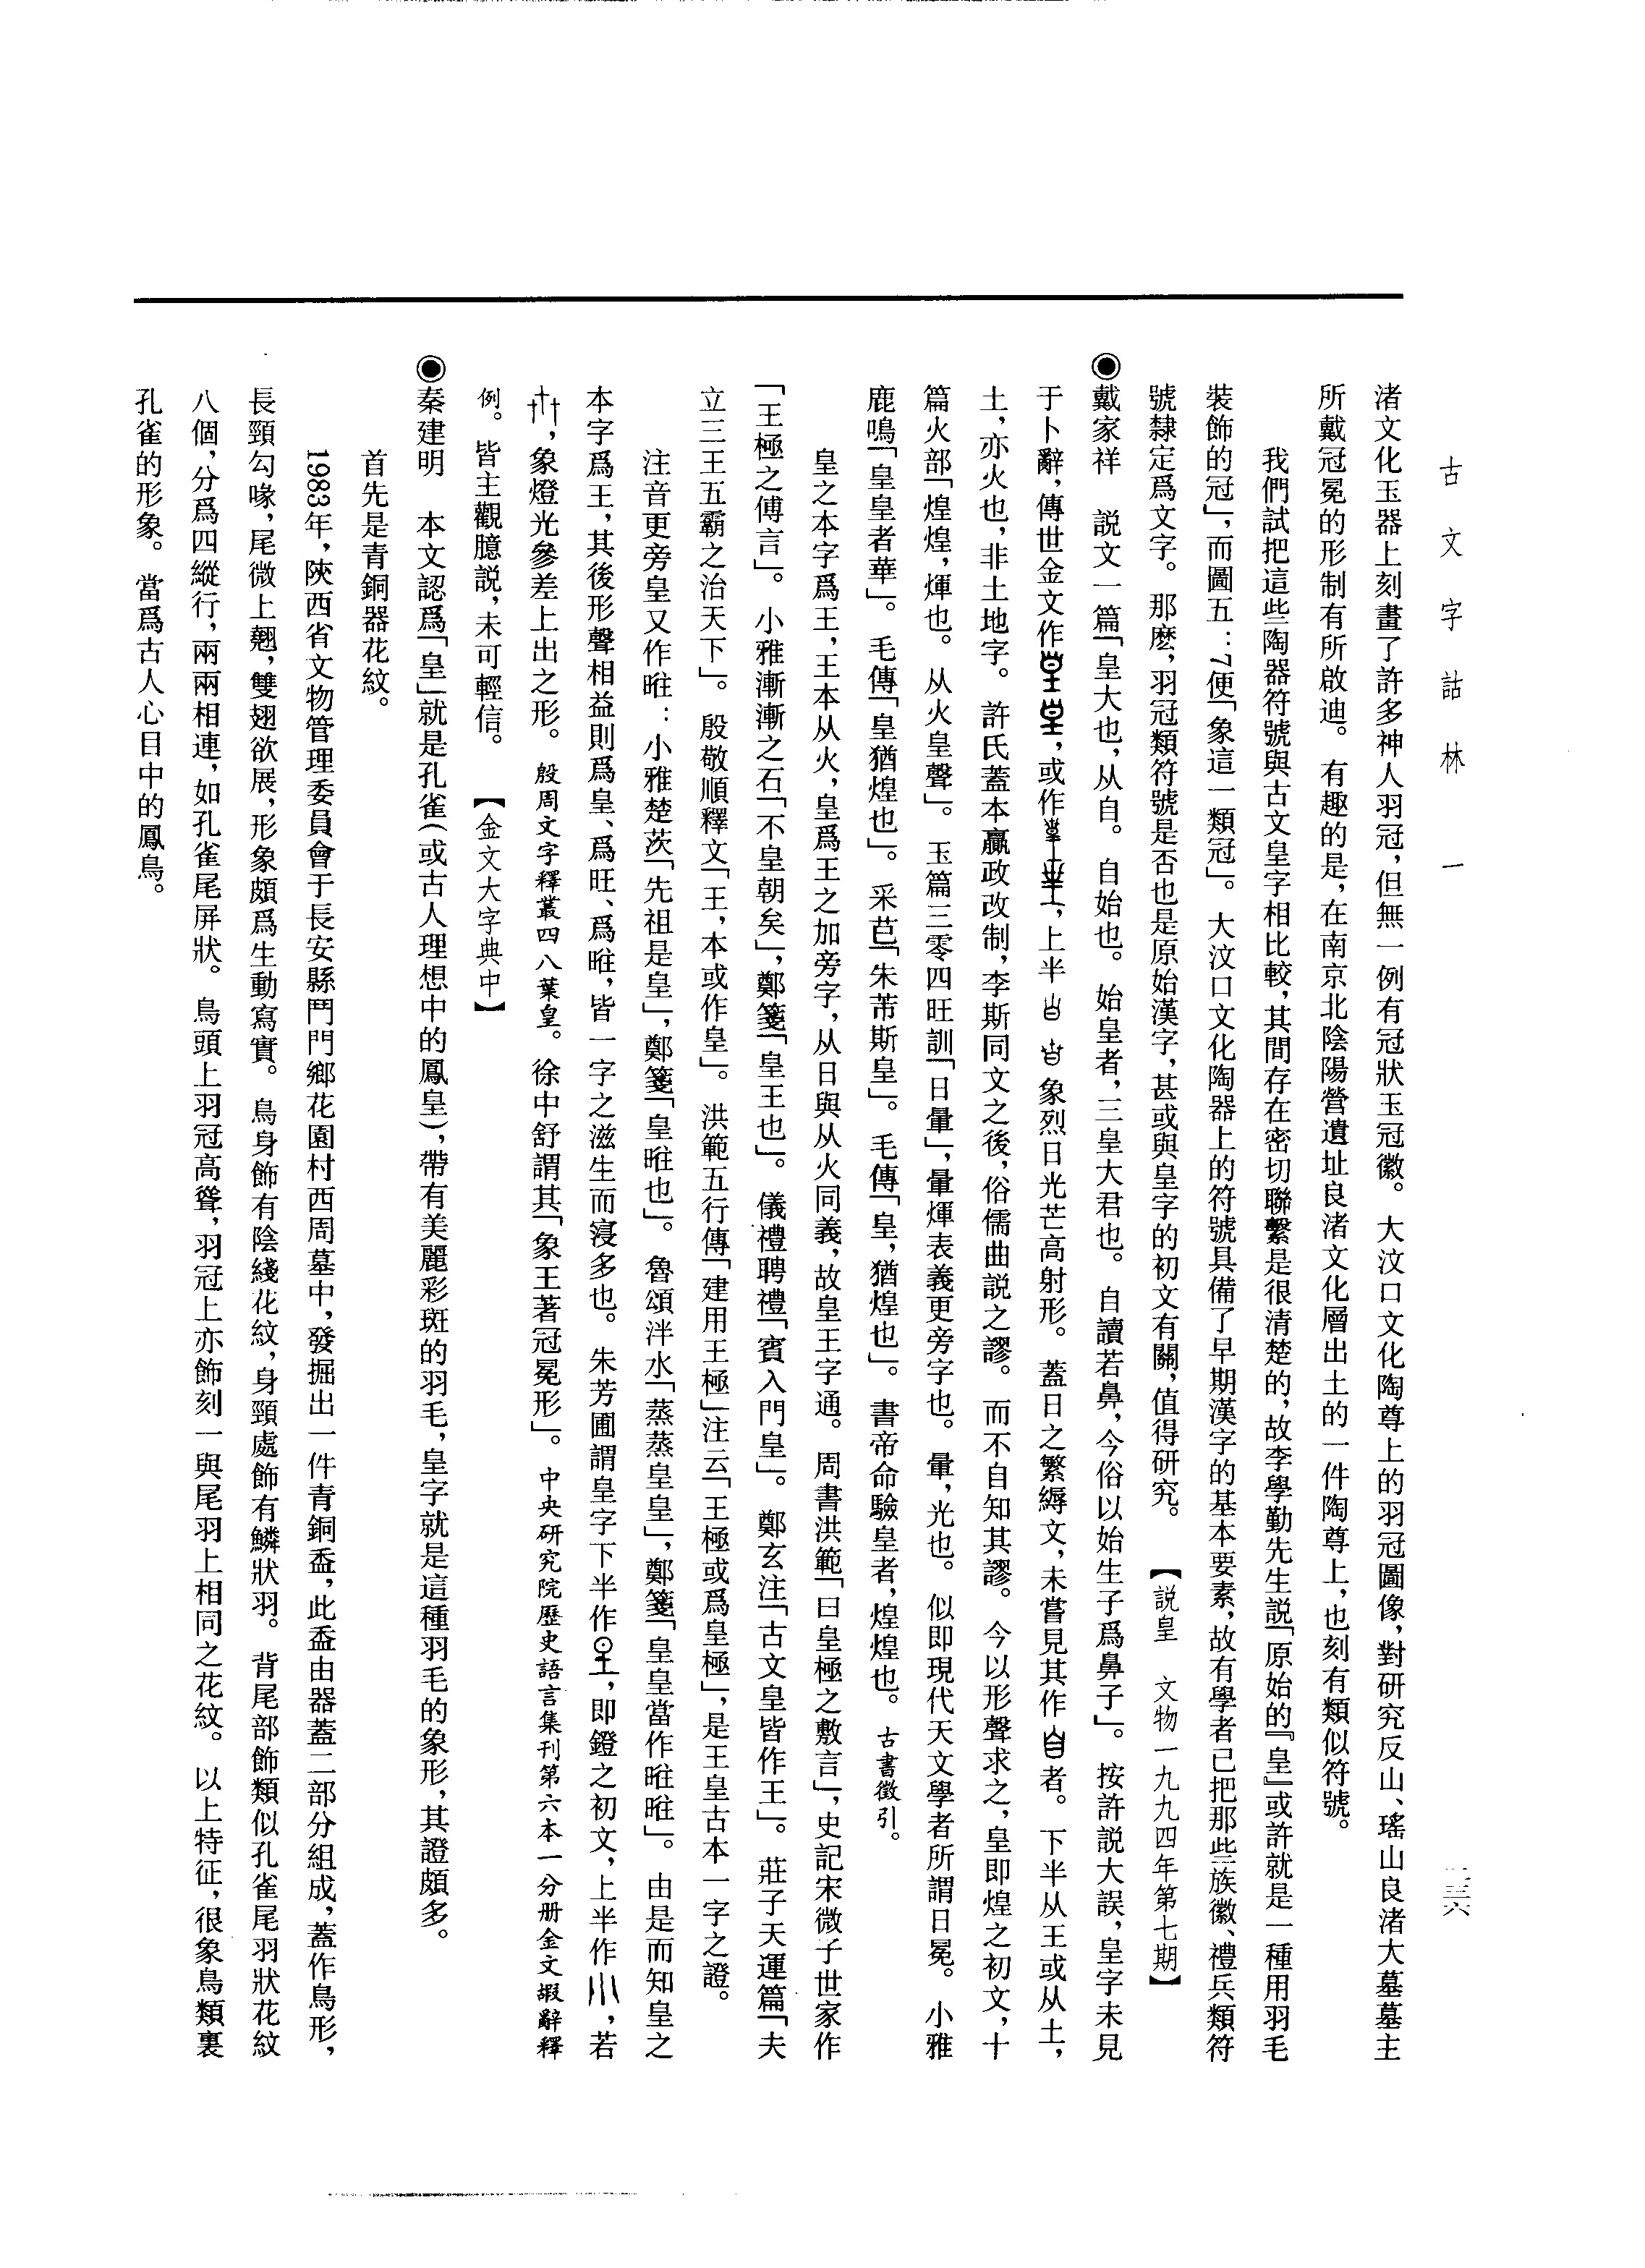 古文字詁林 一
二三六
渚文化玉器上刻畫了許多神人羽冠，但無一例有冠狀玉冠徽。大汶口文化陶尊上的羽冠圖像，對研究反山、瑤山良渚大墓墓主
所戴冠冕的形制有所啟迪。有趣的是，在南京北陰陽營遺址良渚文化層出土的一件陶尊上，也刻有類似符號。
我們試把這些陶器符號與古文皇字相比較，其間存在密切聯繫是很清楚的，故李學勤先生説「原始的『皇』或許就是一種用羽毛
裝飾的冠」，而圖五：7便「象這一類冠」。大汶口文化陶器上的符號具備了早期漢字的基本要素，故有學者已把那些族徽、禮兵類符
號隸定爲文字。那麽，羽冠類符號是否也是原始漢字，甚或與皇字的初文有關，值得研究。【説皇 文物一九九四年第七期】
◉戴家祥 説文一篇「皇大也，从自。自始也。始皇者，三皇大君也。自讀若鼻，今俗以始生子爲鼻子」。按許説大誤，皇字未見
于卜辭，傳世金文作，或作，上半象烈日光芒高射形。蓋日之繁縟文，未嘗見其作者。下半从王或从土，
土，亦火也，非土地字。許氏蓋本嬴政改制，李斯同文之後，俗儒曲説之謬。而不自知其謬。今以形聲求之，皇即煌之初文，十
篇火部「煌煌，煇也。从火皇聲」。玉篇三零四旺訓「日暈」，暈煇表義更旁字也。暈，光也。似即現代天文學者所謂日冕。小雅
鹿鳴「皇皇者華」。毛傳「皇猶煌也」。采芑「朱芾斯皇」。毛傳「皇，猶煌也」。書帝命驗皇者，煌煌也。古書徵引。
皇之本字爲王，王本从火，皇爲王之加旁字，从日與从火同義，故皇王字通。周書洪範「曰皇極之敷言」，史記宋微子世家作
「王極之傅言」。小雅漸漸之石「不皇朝矣」，鄭箋「皇王也」。儀禮聘禮「賓入門皇」。鄭玄注「古文皇皆作王」。莊子天運篇「夫
立三王五霸之治天下」。殷敬順釋文「王，本或作皇」。洪範五行傳「建用王極」注云「王極或爲皇極」，是王皇古本一字之證。
注音更旁皇又作暀：小雅楚茨「先祖是皇」，鄭箋「皇暀也」。魯頌泮水「蒸蒸皇皇」，鄭箋「皇皇當作暀暀」。由是而知皇之
本字爲王，其後形聲相益則爲皇、爲旺、爲暀，皆一字之滋生而寖多也。朱芳圃謂皇字下半作，即鐙之初文，上半作，若
，象燈光參差上出之形。殷周文字釋叢四八葉皇。徐中舒謂其「象王著冠冕形」。中央研究院歷史語言集刊第六本一分册金文嘏辭釋
例。皆主觀臆説，未可輕信。【金文大字典中】
◉秦建明 本文認爲「皇」就是孔雀（或古人理想中的鳳皇），帶有美麗彩斑的羽毛，皇字就是這種羽毛的象形，其證頗多。
首先是青銅器花紋。
1983年，陝西省文物管理委員會于長安縣鬥門鄉花園村西周墓中，發掘出一件青銅盉，此盉由器蓋二部分組成，蓋作鳥形，
長頸勾喙，尾微上翹，雙翅欲展，形象頗爲生動寫實。鳥身飾有陰綫花紋，身頸處飾有鱗狀羽。背尾部飾類似孔雀尾羽狀花紋
八個，分爲四縱行，兩兩相連，如孔雀尾屏狀。鳥頭上羽冠高聳，羽冠上亦飾刻一與尾羽上相同之花紋。以上特征，很象鳥類裏
孔雀的形象。當爲古人心目中的鳳鳥。